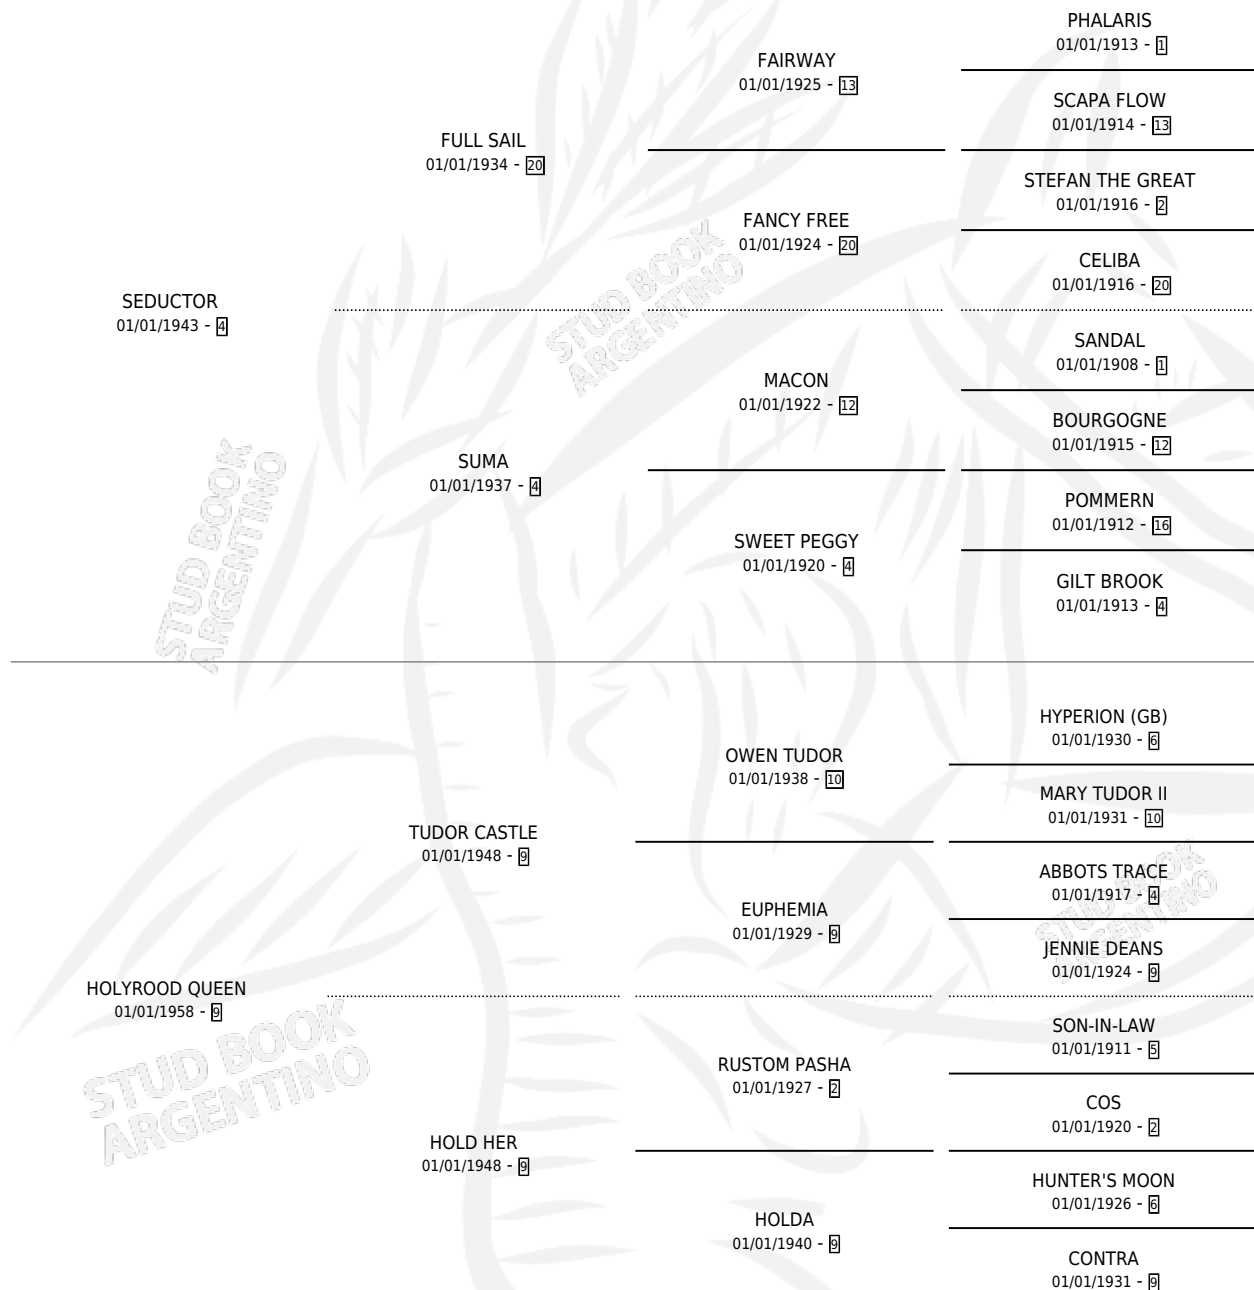 PHALARIS
01/01/1913 - 1
FAIRWAY
01/01/1925 - 13
SCAPA FLOW
01/01/1914 - 13
FULL SAIL
01/01/1934 - 20
STEFAN THE GREAT
01/01/1916 - 2
FANCY FREE
01/01/1924 - 20
CELIBA
01/01/1916 - 20
SEDUCTOR
01/01/1943 - 4
STUD BOOK
ARGENTINO
SANDAL
01/01/1908 - 1
MACON
01/01/1922 - 12
BOURGOGNE
01/01/1915 - 12
SUMA
01/01/1937 - 4
POMMERN
01/01/1912 - 16
SWEET PEGGY
01/01/1920 - 4
GILT BROOK
01/01/1913 - 4
STUD BOOK
ARGENTINO
HYPERION (GB)
01/01/1930 - 6
OWEN TUDOR
01/01/1938 - 10
MARY TUDOR II
01/01/1931 - 10
TUDOR CASTLE
01/01/1948 - 9
ABBOTS TRACE
01/01/1917 - 4
EUPHEMIA
01/01/1929 - 9
STUD BOOK
ARGENTINO
JENNIE DEANS
01/01/1924 - 9
HOLYROOD QUEEN
01/01/1958 - 9
STUD BOOK
ARGENTINO
SON-IN-LAW
01/01/1911 - 5
RUSTOM PASHA
01/01/1927 - 2
COS
01/01/1920 - 2
HOLD HER
01/01/1948 - 9
HUNTER'S MOON
01/01/1926 - 6
HOLDA
01/01/1940 - 9
CONTRA
01/01/1931 - 9